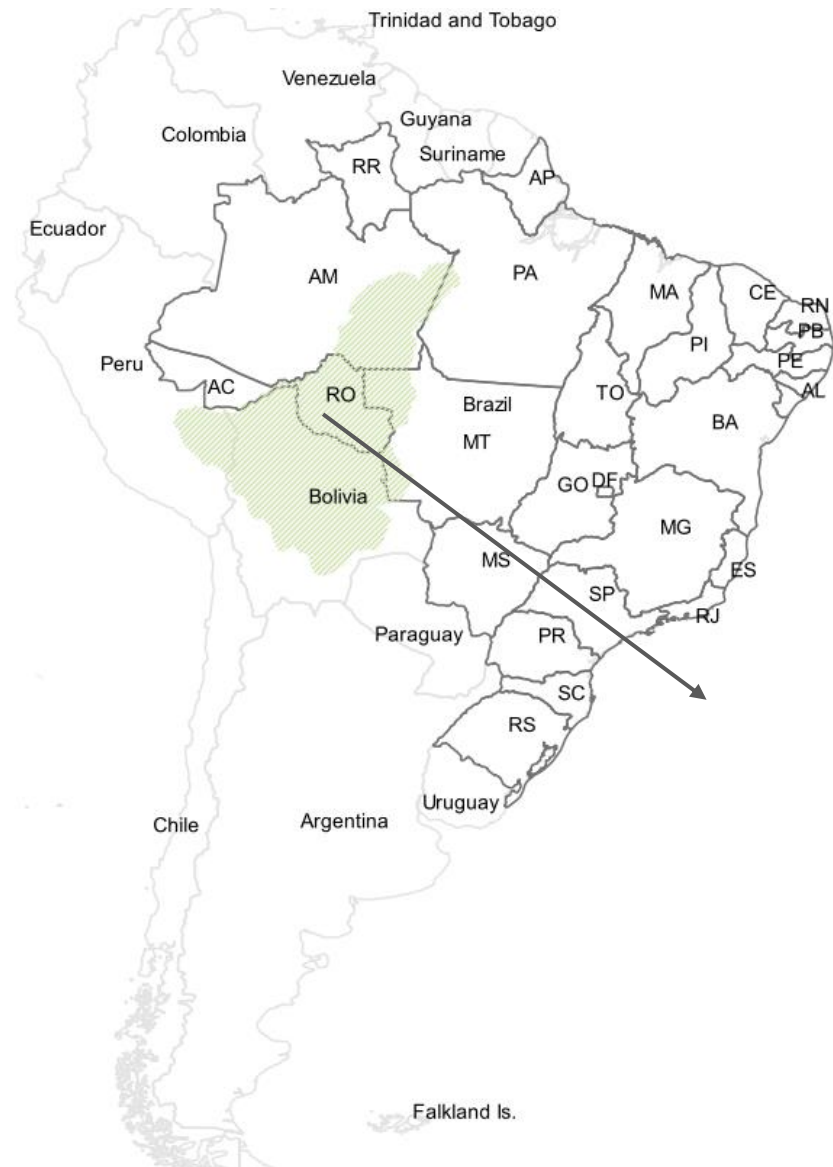 Trinidad and Tobago
Venezuela
Guyana
Colombia
Suriname
RR
AP
Ecuador
AM
PA
MA
CE
RN
PB
PI
PE
Peru
AC
RO
TO
AL
Brazil
BA
MT
GO
DF
Bolivia
MG
MS
ES
SP
RJ
Paraguay
PR
SC
RS
Uruguay
Chile
Argentina
Falkland Is.